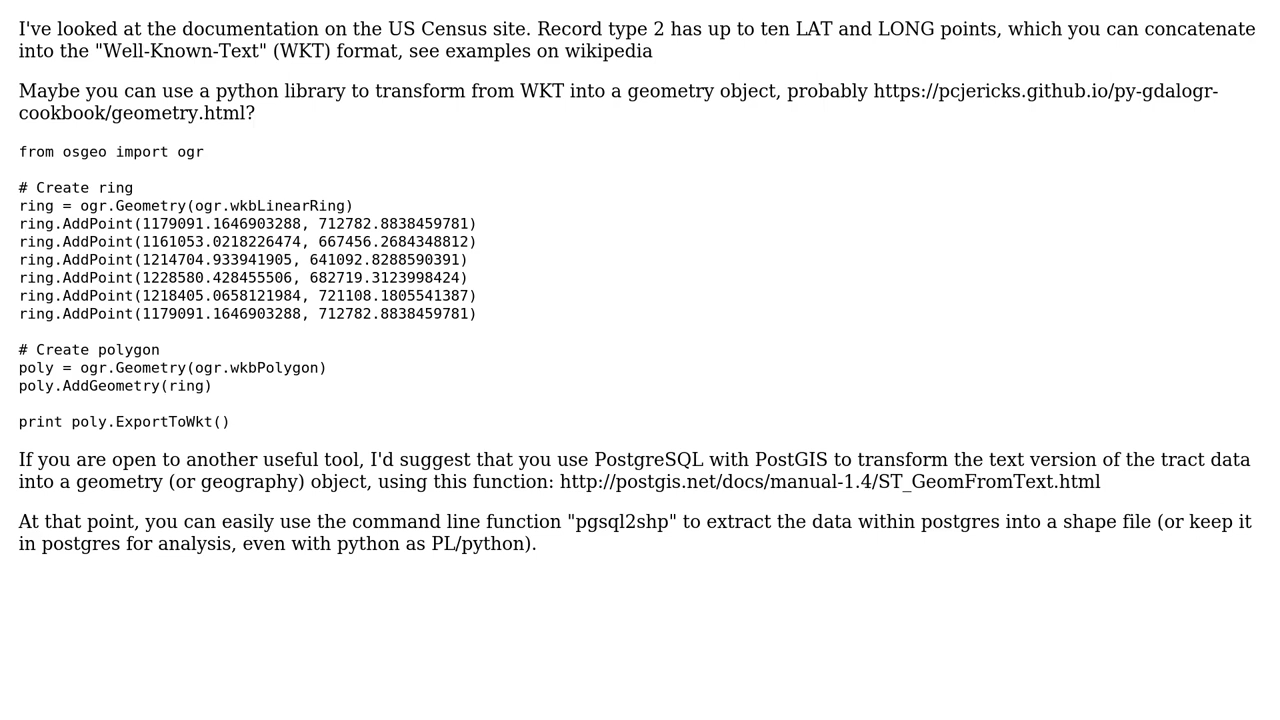 I've looked at the documentation on the US Census site. Record type 2 has up to ten LAT and LONG points, which you can concatenate
into the "Well-Known-Text" (WKT) format, see examples on wikipedia
Maybe you can use a python library to transform from WKT into a geometry object, probably https://pcjericks.github.io/py-gdalogr-
cookbook/geometry.html?
from osgeo import ogr
# Create ring
ring = ogr.Geometry(ogr.wkbLinearRing)
ring.AddPoint(1179091.1646903288, 712782.8838459781)
ring.AddPoint(1161053.0218226474, 667456.2684348812)
ring.AddPoint(1214704.933941905, 641092.8288590391)
ring.AddPoint(1228580.428455506, 682719.3123998424)
ring.AddPoint(1218405.0658121984, 721108.1805541387)
ring.AddPoint(1179091.1646903288, 712782.8838459781)
# Create polygon
poly = ogr.Geometry(ogr.wkbPolygon)
poly.AddGeometry(ring)
print poly.ExportToWkt()
If you are open to another useful tool, I'd suggest that you use PostgreSQL with PostGIS to transform the text version of the tract data
into a geometry (or geography) object, using this function: http://postgis.net/docs/manual-1.4/ST_GeomFromText.html
At that point, you can easily use the command line function "pgsql2shp" to extract the data within postgres into a shape file (or keep it
in postgres for analysis, even with python as PL/python).